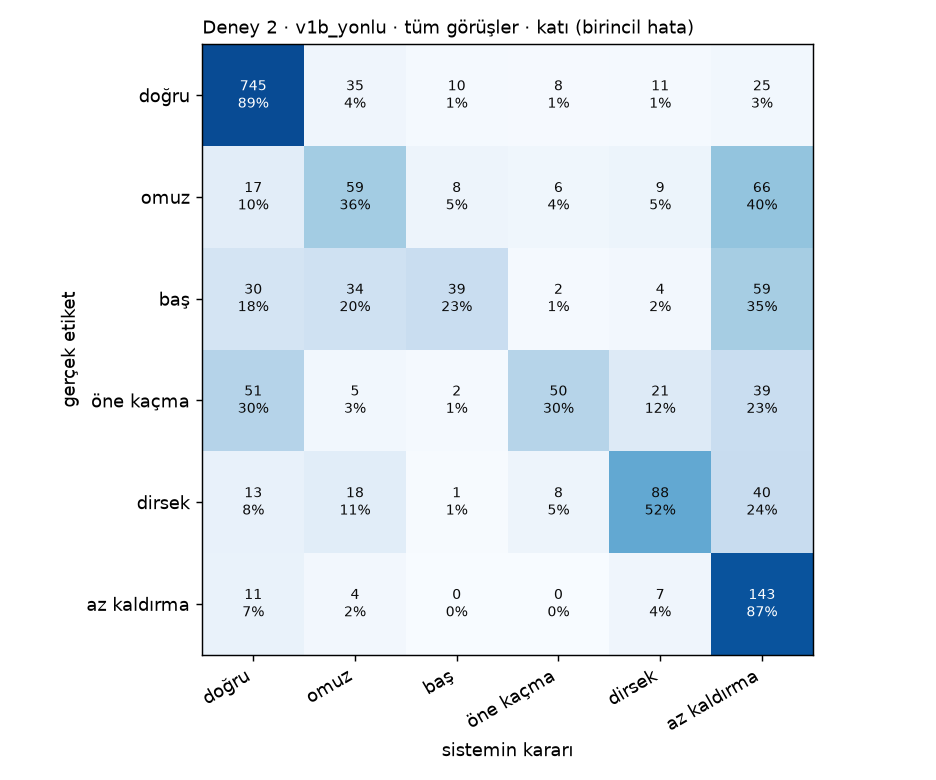 Deney 2 · v1b_yonlu · tüm görüşler · katı (birincil hata)
gerçek etiket
doğru
745 35 10 8 11 25
89% 4% 1% 1% 1% 3%
omuz
17 59 8 6 9 66
10% 36% 5% 4% 5% 40%
baş
30 34 39 2 4 59
18% 20% 23% 1% 2% 35%
öne kaçma
51 5 2 50 21 39
30% 3% 1% 30% 12% 23%
dirsek
13 18 1 8 88 40
8% 11% 1% 5% 52% 24%
az kaldırma
11 4 0 0 7 143
7% 2% 0% 0% 4% 87%
doğru omuz baş öne kaçma dirsek az kaldırma
sistemin kararı